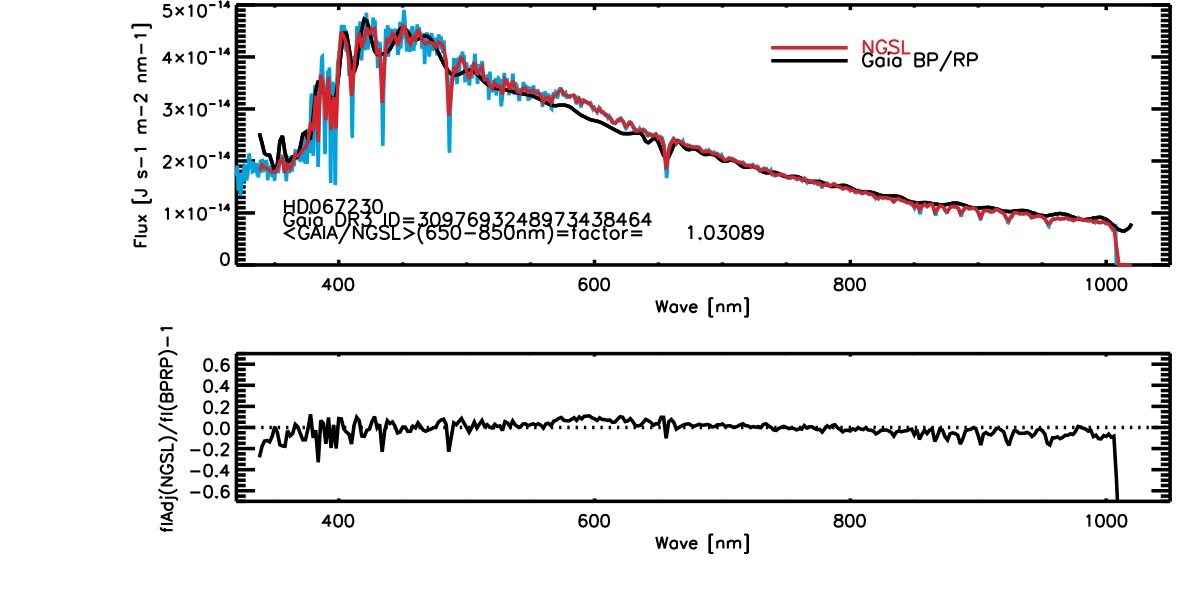 5×10−14
4×10−14
3×10−14
2×10−14
1×10−14
0
Flux [J s−1 m−2 nm−1]
NGSL
Gaia BP/RP
HD067230
Gaia DR3 ID=3097693248973438464
<GAIA/NGSL>(650−850nm)=factor= 1.03089
400 600 800 1000
Wave [nm]
flAdj(NGSL)/fl(BPRP)−1
0.6
0.4
0.2
0.0
−0.2
−0.4
−0.6
400 600 800 1000
Wave [nm]